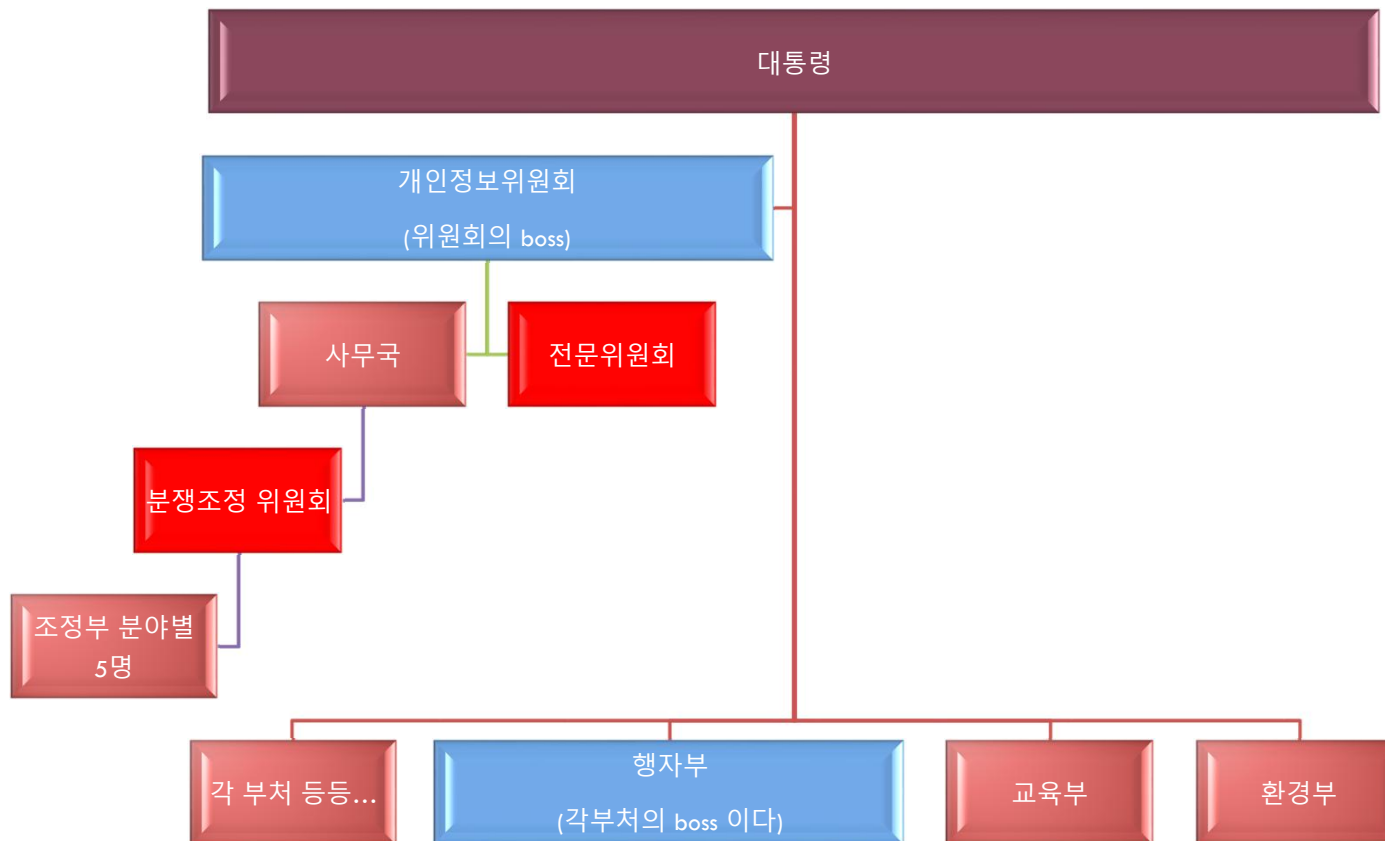 대통령
개인정보위원회
(위원회의 boss)
사무국
전문위원회
분쟁조정 위원회
조정부 분야별
5명
각 부처 등등...
행자부
(각부처의 boss 이다)
교육부
환경부